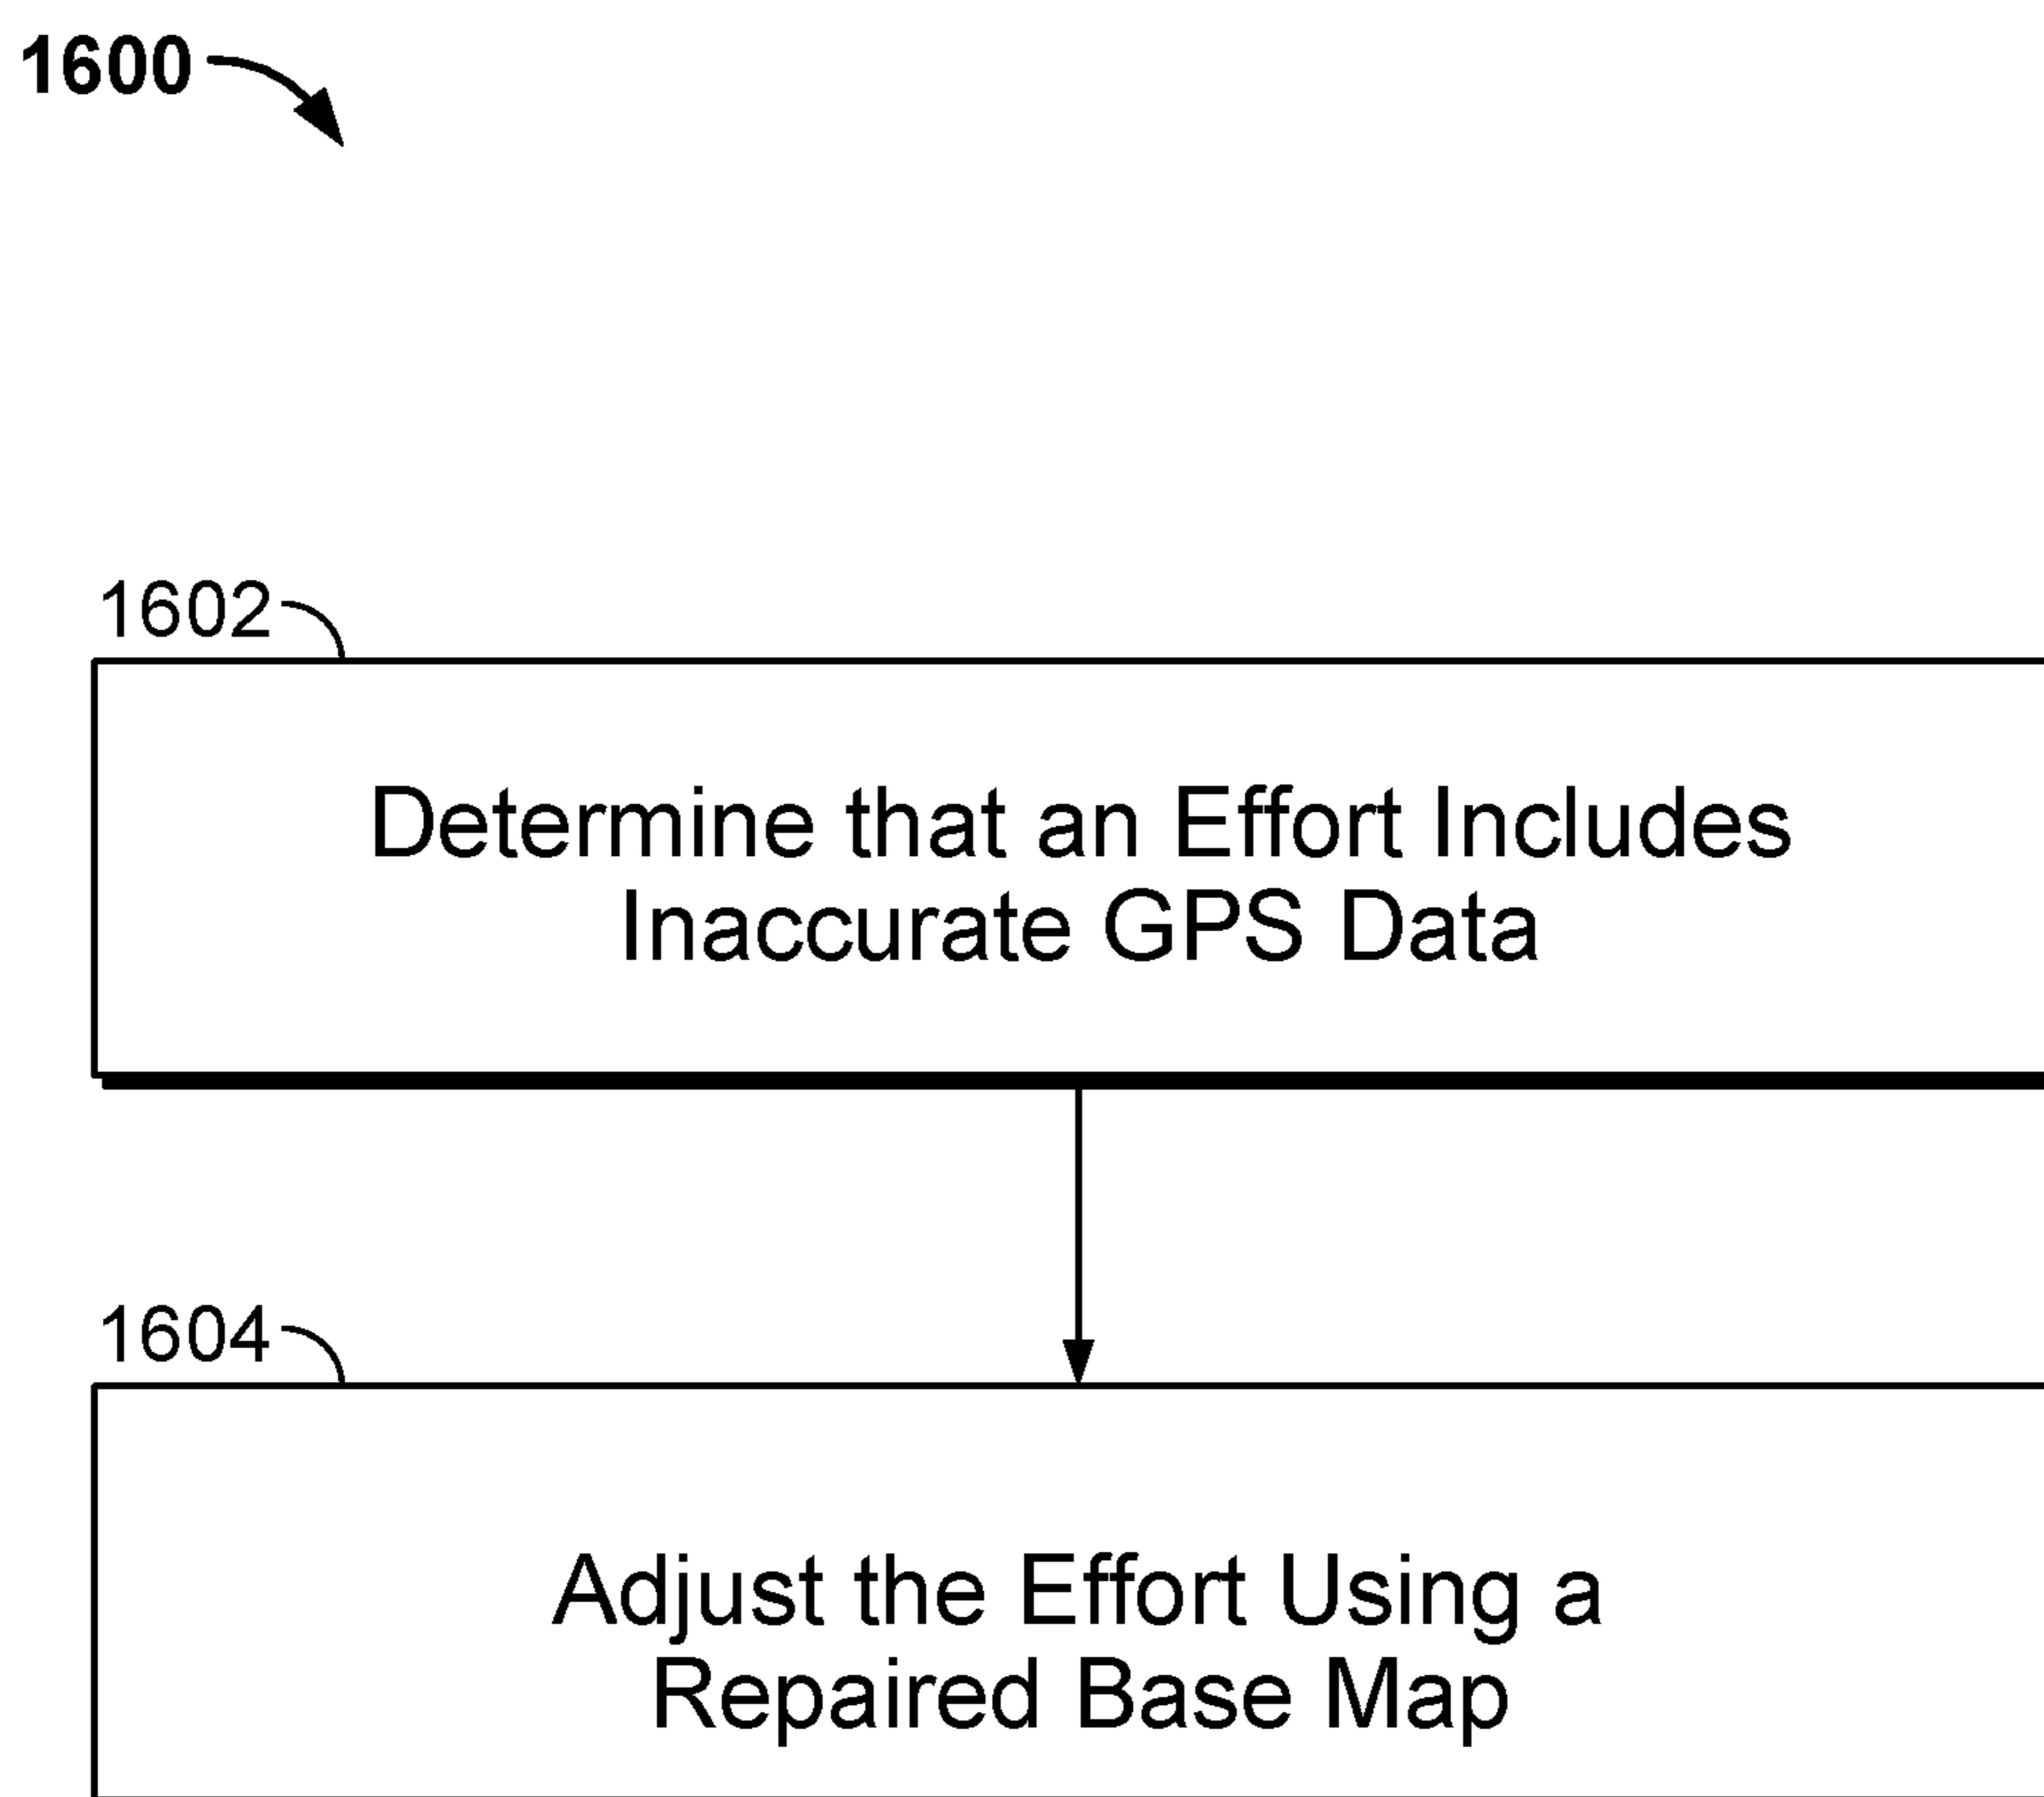 1600
1602
Determine that an Effort Includes
Inaccurate GPS Data
1604
Adjust the Effort Using a
Repaired Base Map